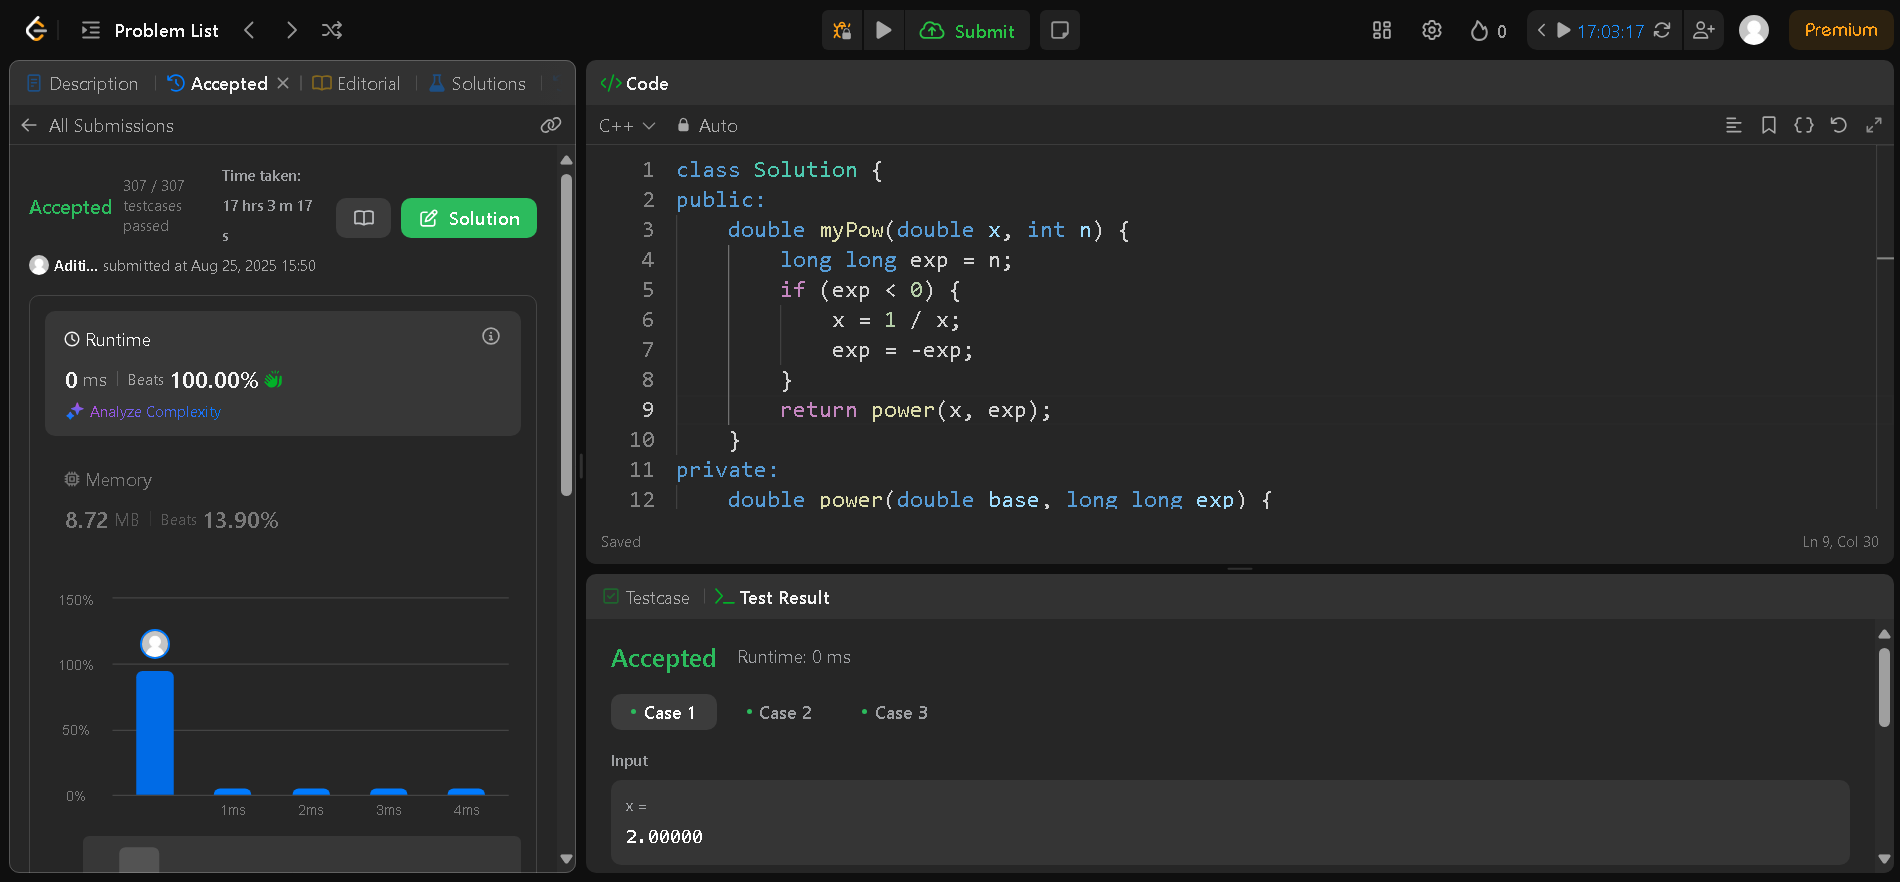 Problem List
Submit
0
17:03:17
Premium
Description
Accepted
Editorial
Solutions
All Submissions
Accepted
307 / 307
testcases
passed
Time taken:
17 hrs 3 m 17
s
Solution
Aditi... submitted at Aug 25, 2025 15:50
Runtime
0 ms
Beats 100.00%
Analyze Complexity
Memory
8.72 MB
Beats 13.90%
150%
100%
50%
0%
1ms
2ms
3ms
4ms
</> Code
C++
Auto
1 class Solution {
2 public:
3 double myPow(double x, int n) {
4 long long exp = n;
5 if (exp < 0) {
6 x = 1 / x;
7 exp = -exp;
8 }
9 return power(x, exp);
10 }
11 private:
12 double power(double base, long long exp) {
Saved
Ln 9, Col 30
Testcase
Test Result
Accepted
Runtime: 0 ms
Case 1
Case 2
Case 3
Input
x =
2.00000